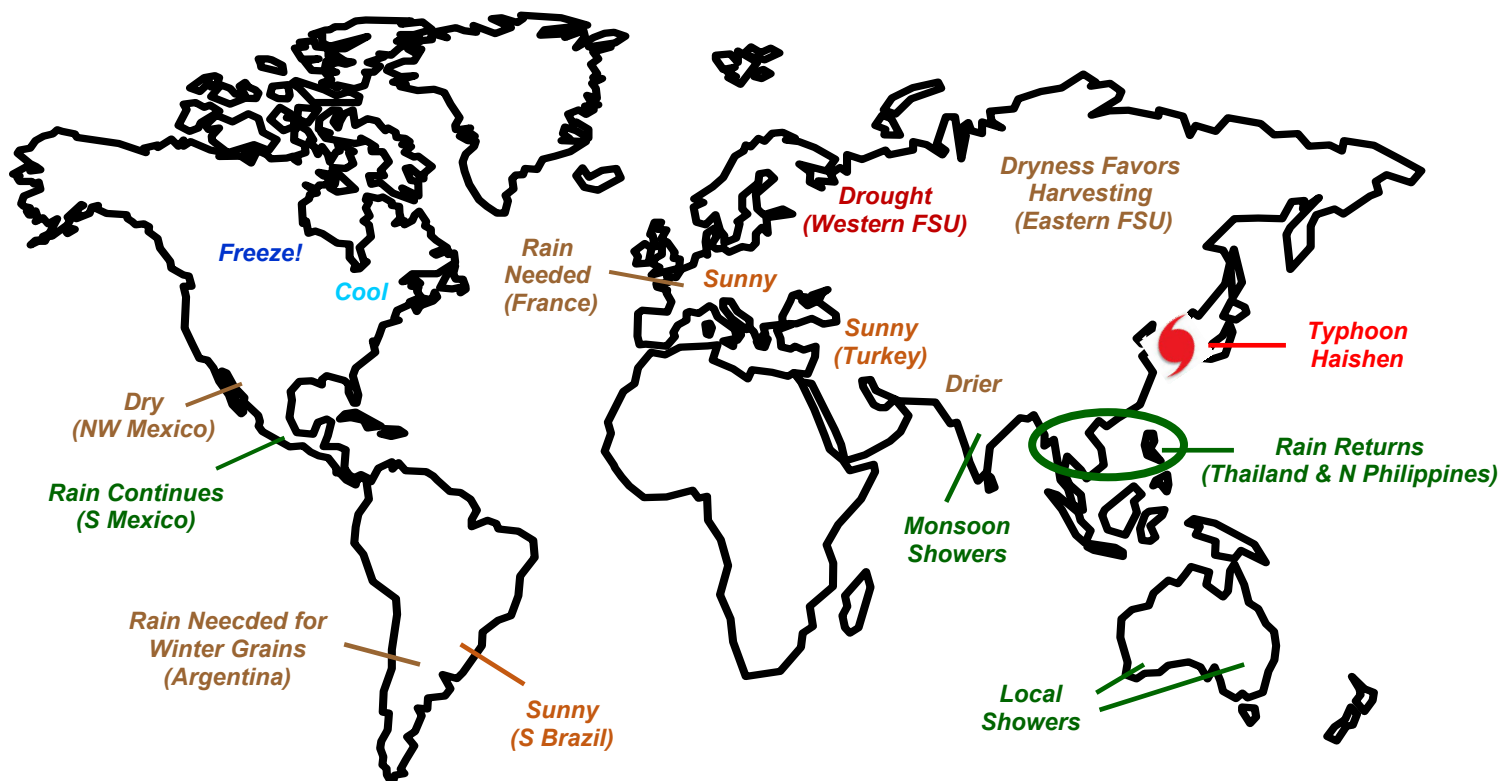 Freeze!
Cool
Dry
(NW Mexico)
Rain Continues
(S Mexico)
Rain Neecded for
Winter Grains
(Argentina)
Sunny
(S Brazil)
Rain
Needed
(France)
Sunny
Drought
(Western FSU)
Dryness Favors
Harvesting
(Eastern FSU)
Sunny
(Turkey)
Drier
Typhoon
Haishen
Rain Returns
(Thailand & N Philippines)
Monsoon
Showers
Local
Showers